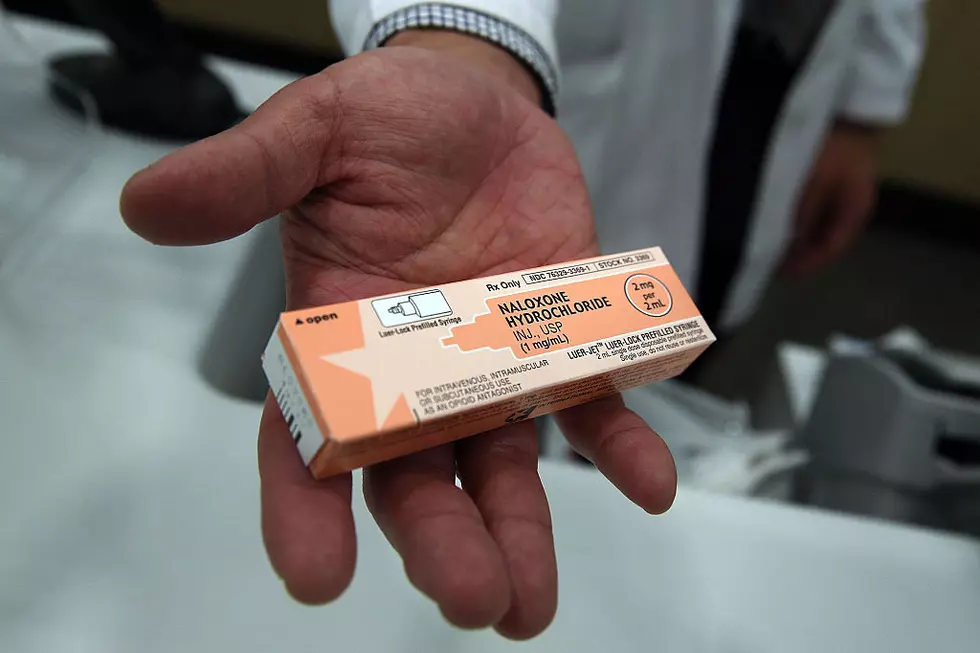 Rx Only
NDC 76329-3369-1 STOCK NO. 3369
▲ open
Luer-Lock Prefilled Syringe
NALOXONE
HYDROCHLORIDE
INJ., USP
(1 mg/mL)
2 mg
per
2 mL
LUER-JET™ LUER-LOCK PREFILLED SYRINGE
2 mL single dose disposable prefilled syringe
Single use, do not reuse or resterilize
FOR INTRAVENOUS, INTRAMUSCULAR
OR SUBCUTANEOUS USE
AS AN OPIOID ANTAGONIST